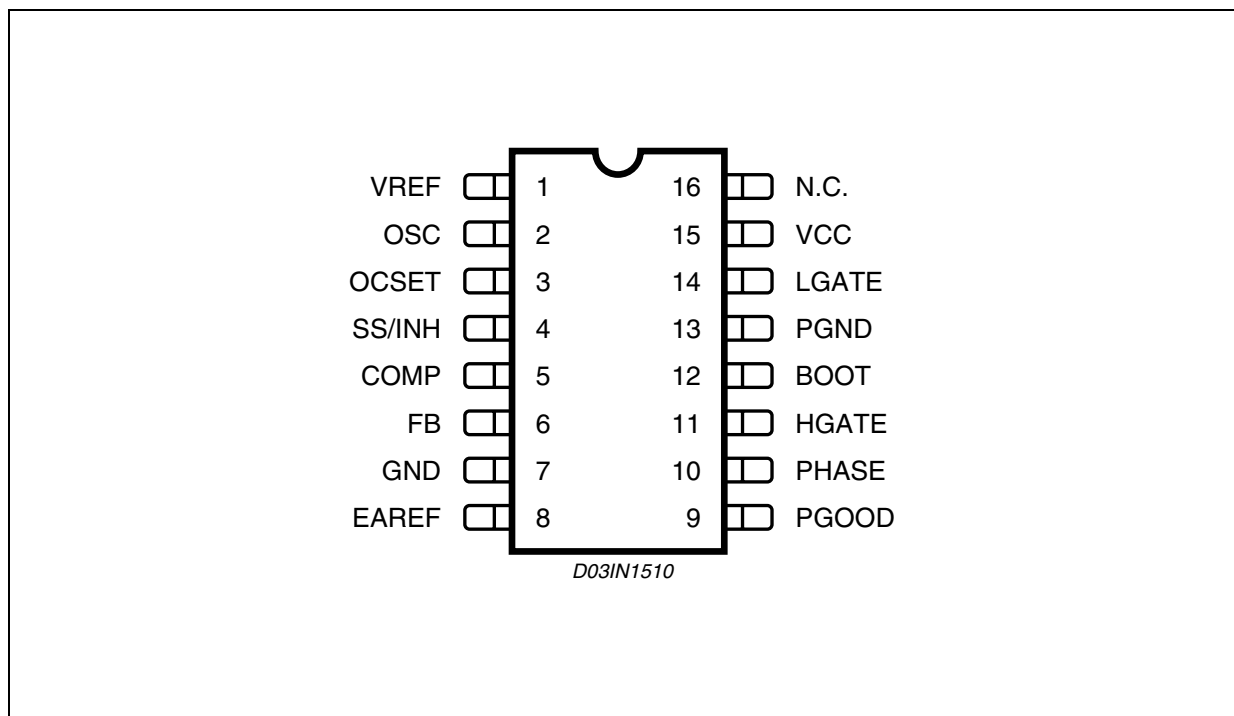 VREF 1 16 N.C.
OSC 2 15 VCC
OCSET 3 14 LGATE
SS/INH 4 13 PGND
COMP 5 12 BOOT
FB 6 11 HGATE
GND 7 10 PHASE
EAREF 8 9 PGOOD
D03IN1510